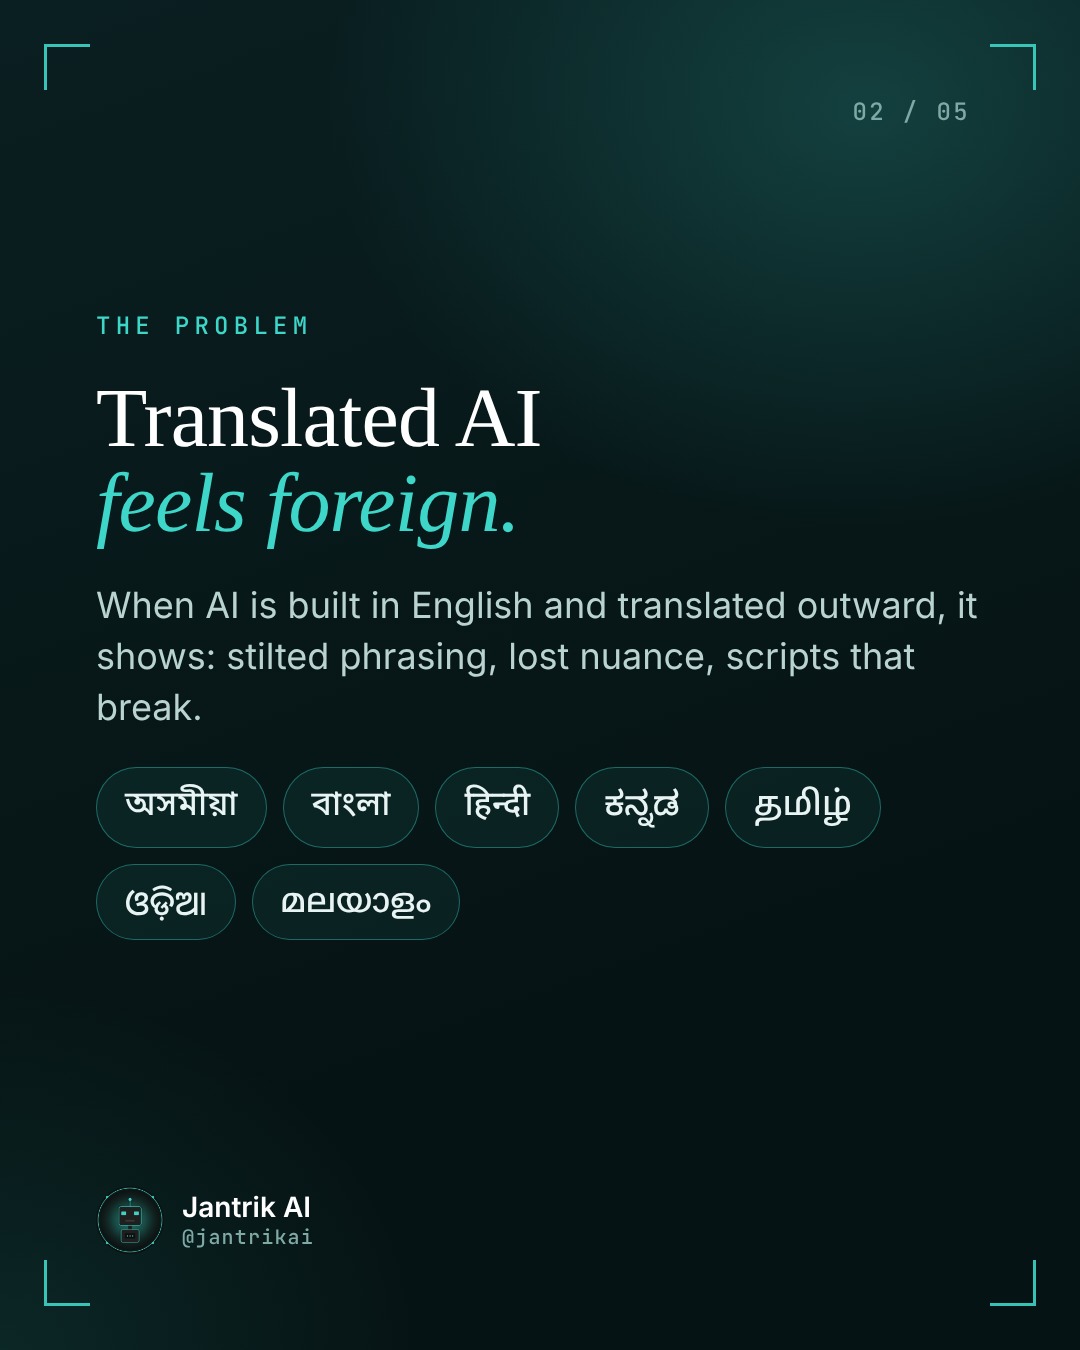 02 / 05
THE PROBLEM
Translated AI
feels foreign.
When AI is built in English and translated outward, it
shows: stilted phrasing, lost nuance, scripts that
break.
অসমীয়া বাংলা हिन्दी ಕನ್ನಡ தமிழ்
ଓଡ଼ିଆ മലയാളം
Jantrik AI
@jantrikai